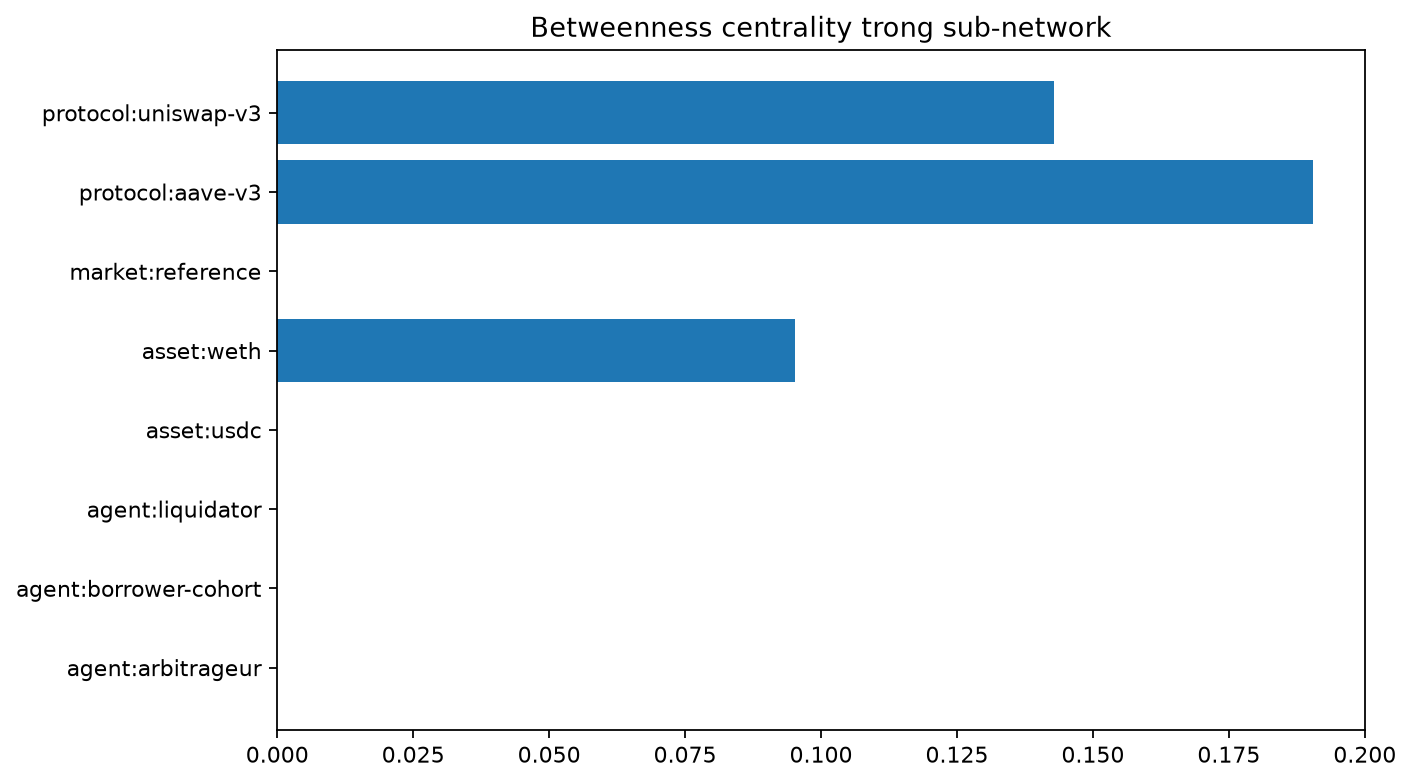 Betweenness centrality trong sub-network
protocol:uniswap-v3
protocol:aave-v3
market:reference
asset:weth
asset:usdc
agent:liquidator
agent:borrower-cohort
agent:arbitrageur
0.000 0.025 0.050 0.075 0.100 0.125 0.150 0.175 0.200